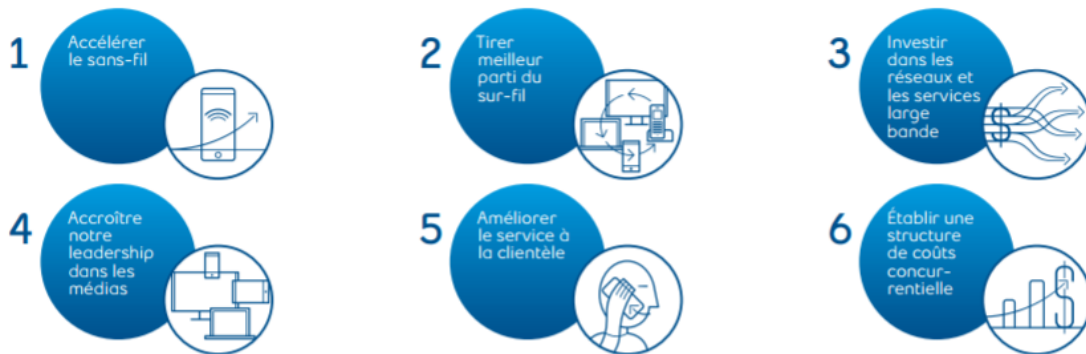 1
Accélérer
le sans-fil
2
Tirer
meilleur
parti du
sur-fil
3
Investir
dans les
réseaux et
les services
large
bande
$
4
Accroître
notre
leadership
dans les
médias
5
Améliorer
le service à
la clientèle
6
Établir une
structure
de coûts
concur-
rentielle
$